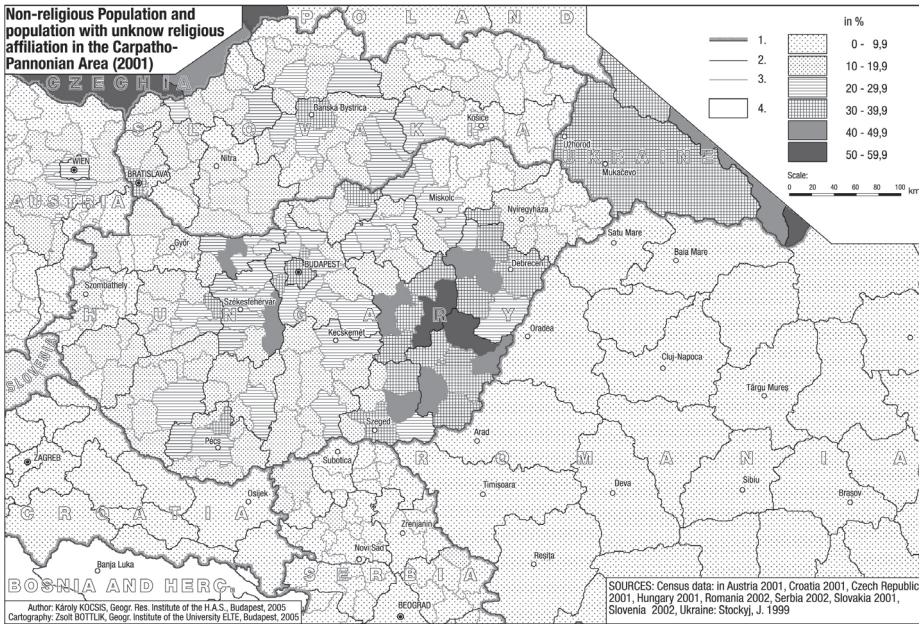 Non-religious Population and
population with unknow religious
affiliation in the Carpatho-
Pannonian Area (2001)
in %
1.
2.
3.
4.
0 - 9,9
10 - 19,9
20 - 29,9
30 - 39,9
40 - 49,9
50 - 59,9
Scale:
0 20 40 60 80 100 km
POLAND
CZECHIA
SLOVAKIA
UKRAINE
AUSTRIA
HUNGARY
SLOVENIA
ROMANIA
CROATIA
BOSNIA AND HERC.
SERBIA
Banská Bystrica
Košice
Užhorod
Mukačevo
WIEN
Nitra
BRATISLAVA
Miskolc
Nyíregyháza
Satu Mare
Baia Mare
Győr
BUDAPEST
Debrecen
Szombathely
Székesfehérvár
Kecskemét
Oradea
Cluj-Napoca
Târgu Mureş
Szeged
Pécs
Arad
Subotica
ZAGREB
Osijek
Timisoara
Deva
Sibiu
Braşov
Zrenjanin
Novi Sad
Reşita
Banja Luka
BEOGRAD
Author: Károly KOCSIS, Geogr. Res. Institute of the H.A.S., Budapest, 2005
Cartography: Zsolt BOTTLIK, Geogr. Institute of the University ELTE, Budapest, 2005
SOURCES: Census data: in Austria 2001, Croatia 2001, Czech Republic
2001, Hungary 2001, Romania 2002, Serbia 2002, Slovakia 2001,
Slovenia 2002, Ukraine: Stockyj, J. 1999